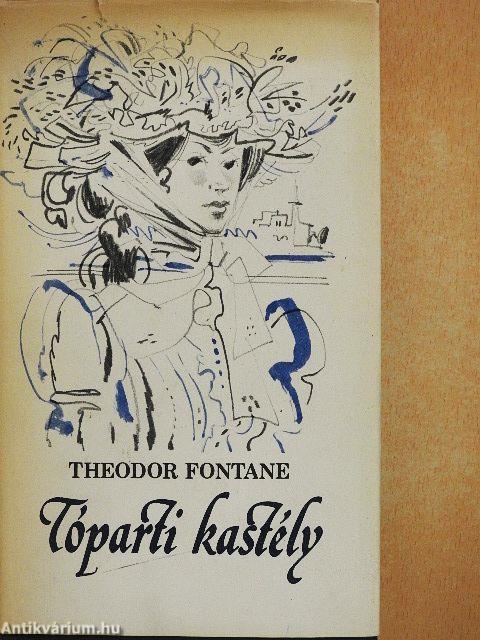 THEODOR FONTANE
Tóparti kastély
Antikvárium.hu